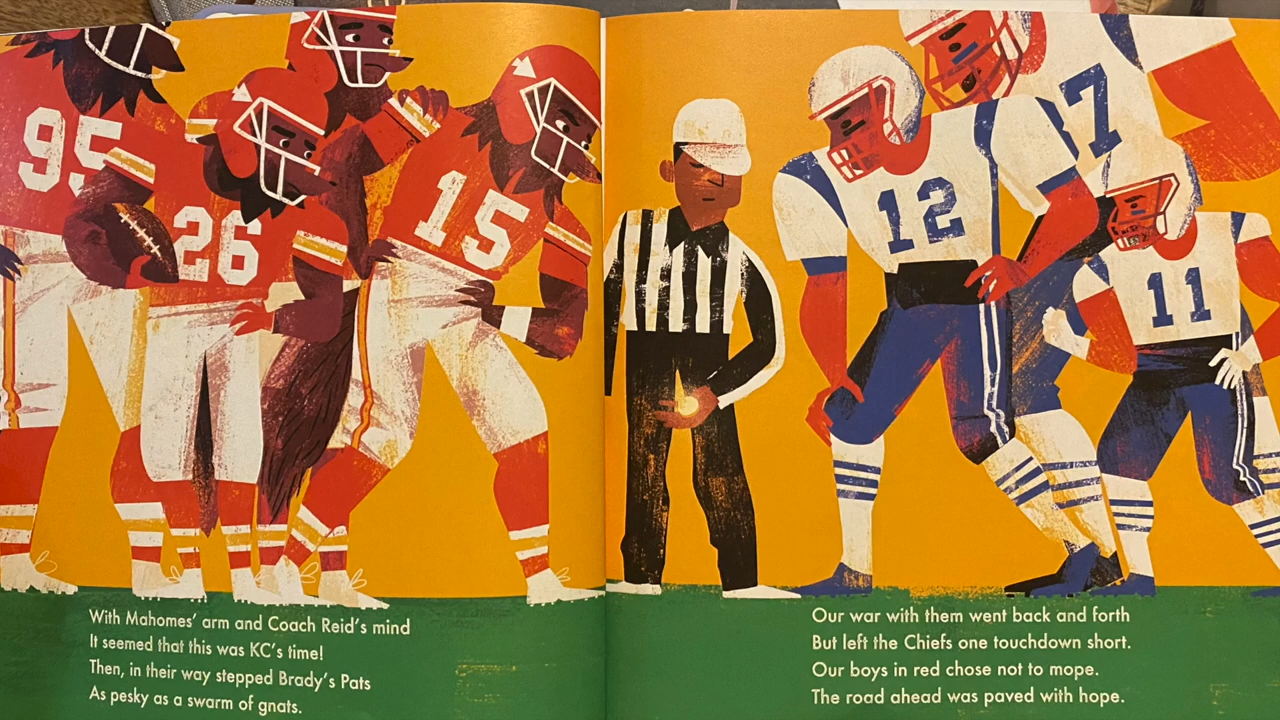 95
26
15
12
7
11
With Mahomes’ arm and Coach Reid’s mind
It seemed that this was KC’s time!
Then, in their way stepped Brady’s Pats
As pesky as a swarm of gnats.
Our war with them went back and forth
But left the Chiefs one touchdown short.
Our boys in red chose not to mope.
The road ahead was paved with hope.